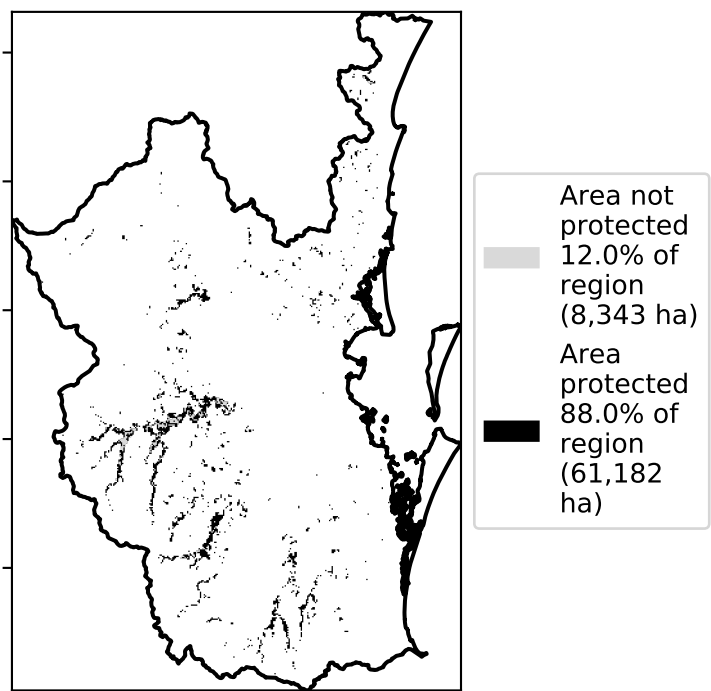 Area not
protected
12.0% of
region
(8,343 ha)
Area
protected
88.0% of
region
(61,182
ha)